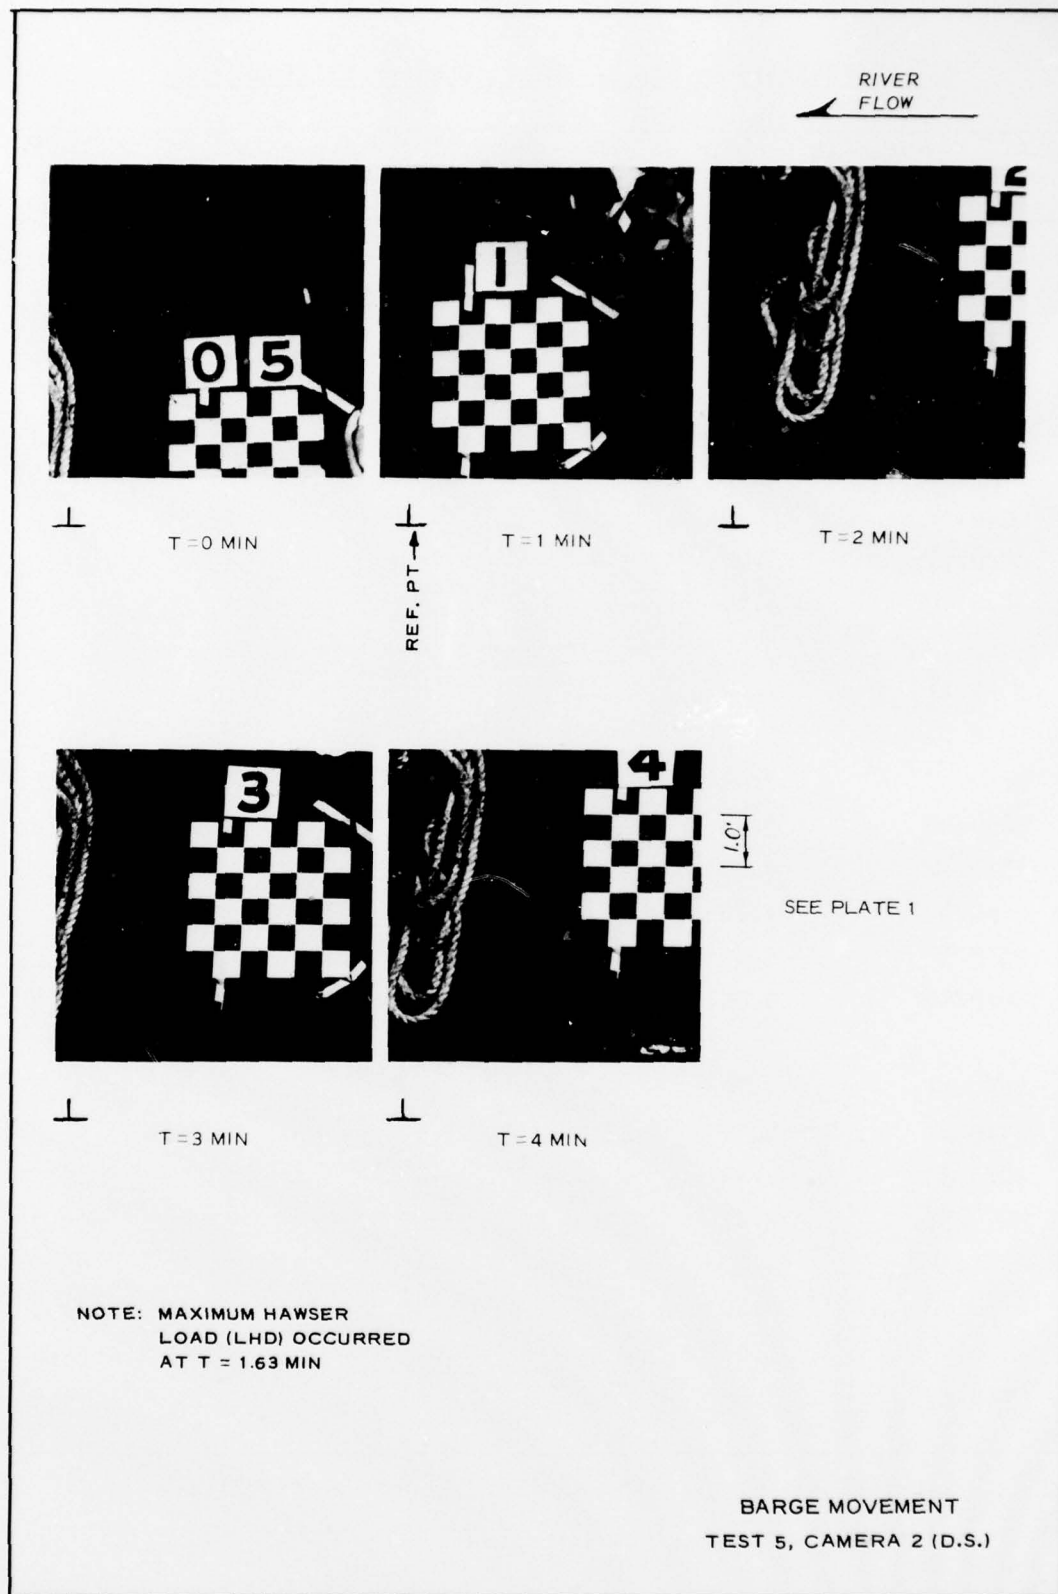 RIVER
FLOW
0 5
1
2
T=0 MIN
T=1 MIN
T=2 MIN
REF. PT
3
4
1.0'
SEE PLATE 1
T=3 MIN
T=4 MIN
NOTE: MAXIMUM HAWSER
LOAD (LHD) OCCURRED
AT T = 1.63 MIN
BARGE MOVEMENT
TEST 5, CAMERA 2 (D.S.)